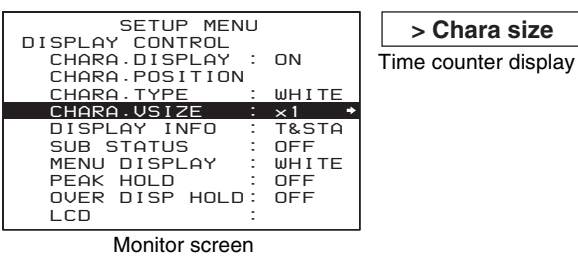 SETUP MENU
DISPLAY CONTROL
CHARA.DISPLAY : ON
CHARA.POSITION
CHARA.TYPE : WHITE
CHARA.VSIZE : ×1 ➧
DISPLAY INFO : T&STA
SUB STATUS : OFF
MENU DISPLAY : WHITE
PEAK HOLD : OFF
OVER DISP HOLD: OFF
LCD :
Monitor screen
> Chara size
Time counter display